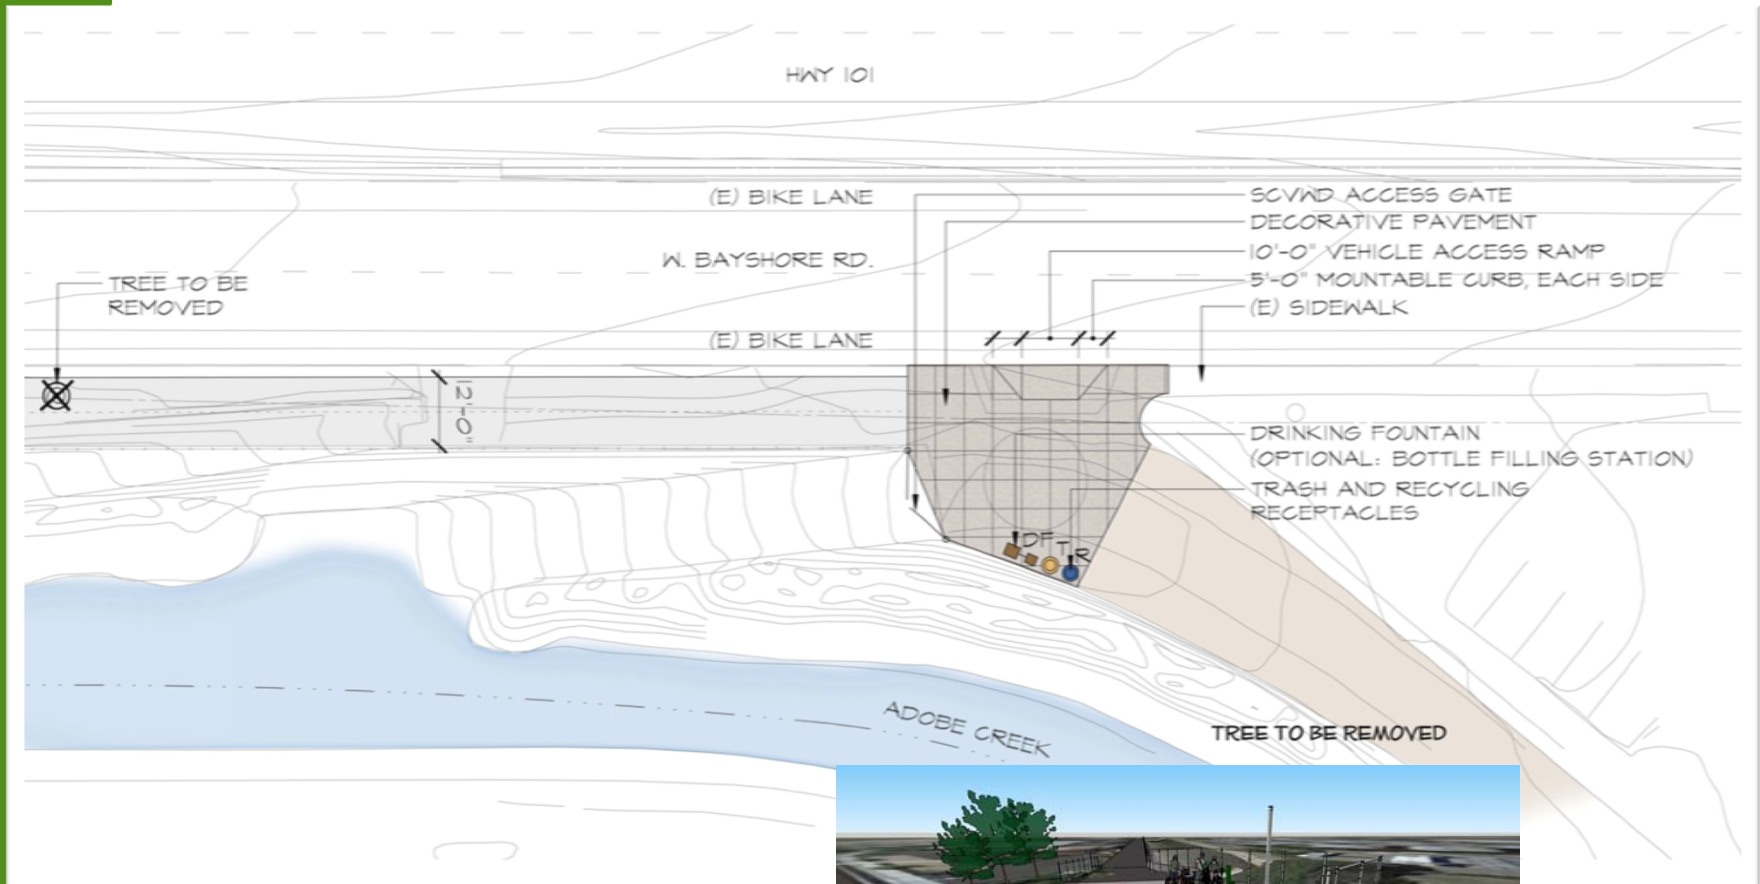 HWY 101
(E) BIKE LANE
SCVWD ACCESS GATE
DECORATIVE PAVEMENT
10'-0" VEHICLE ACCESS RAMP
5'-0" MOUNTABLE CURB, EACH SIDE
(E) SIDEWALK
W. BAYSHORE RD.
TREE TO BE
REMOVED
(E) BIKE LANE
12'-0"
DRINKING FOUNTAIN
(OPTIONAL: BOTTLE FILLING STATION)
TRASH AND RECYCLING
RECEPTACLES
DF
T
R
ADOBE CREEK
TREE TO BE REMOVED